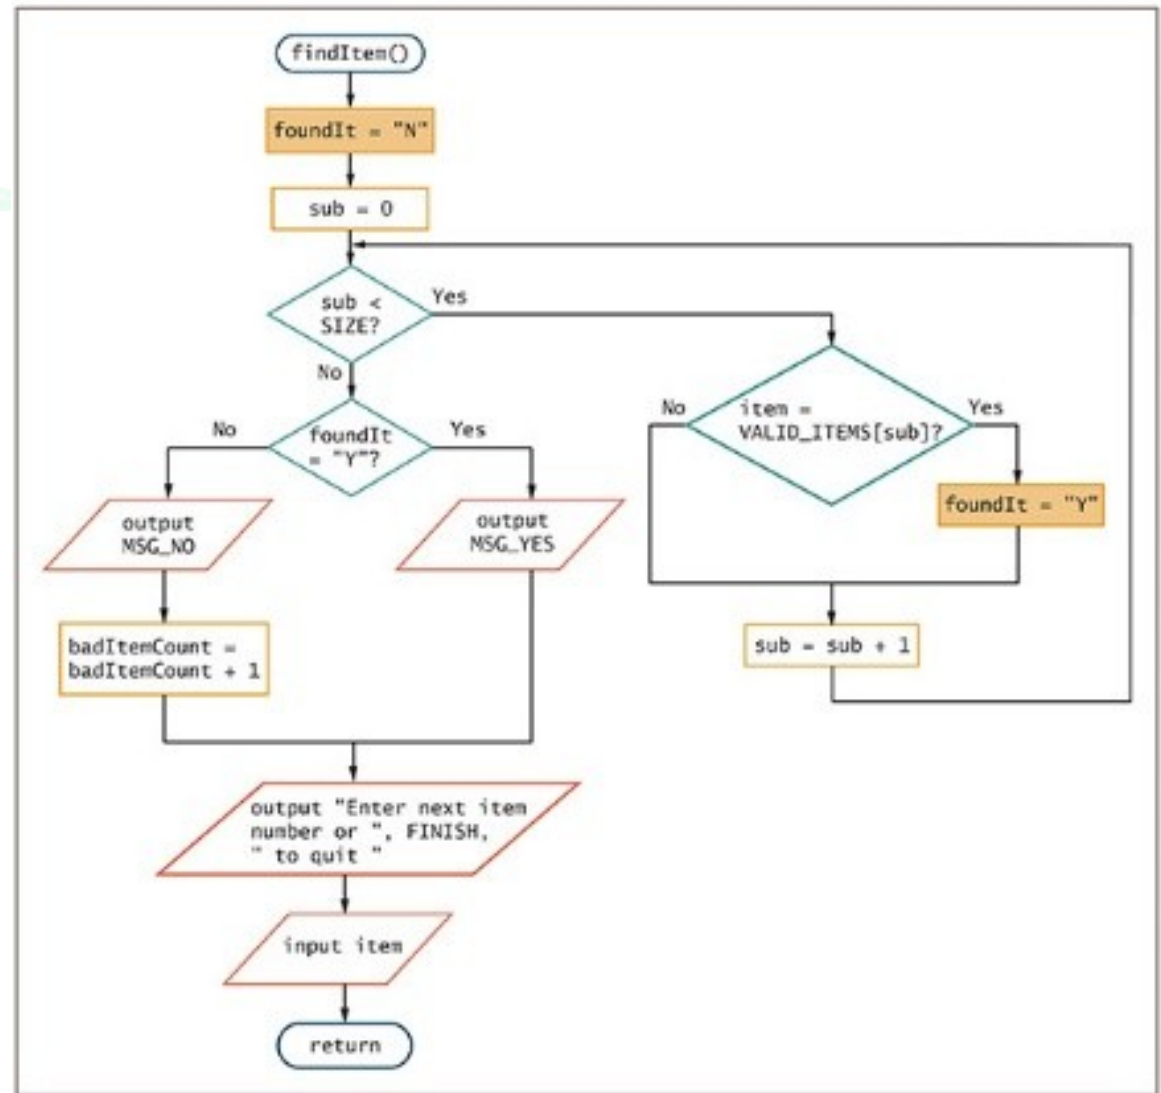 findItem()
foundIt = "N"
sub = 0
sub <
SIZE?
Yes
No
item =
VALID_ITEMS[sub]?
No
Yes
foundIt = "Y"
sub = sub + 1
foundIt
= "Y"?
No
Yes
output
MSG_NO
output
MSG_YES
badItemCount =
badItemCount + 1
output "Enter next item
number or ", FINISH,
" to quit "
input item
return